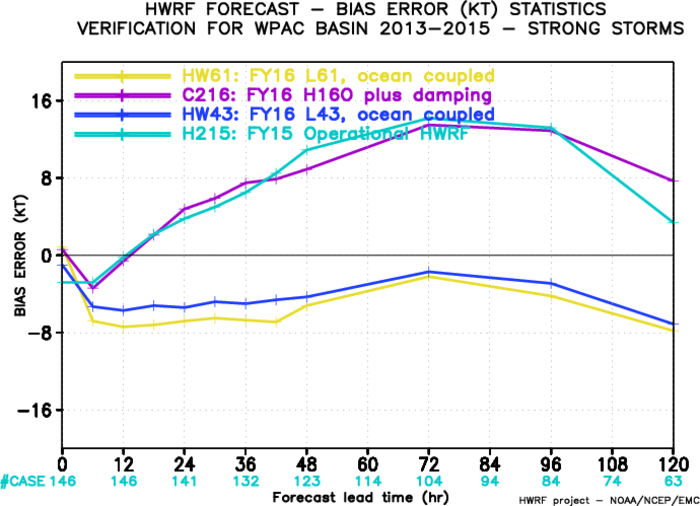 HWRF FORECAST – BIAS ERROR (KT) STATISTICS
VERIFICATION FOR WPAC BASIN 2013–2015 – STRONG STORMS
HW61: FY16 L61, ocean coupled
C216: FY16 H16O plus damping
HW43: FY16 L43, ocean coupled
H215: FY15 Operational HWRF
16
8
0
–8
–16
BIAS ERROR (KT)
0 12 24 36 48 60 72 84 96 108 120
#CASE 146 146 141 132 123 114 104 94 84 74 63
Forecast lead time (hr)
HWRF project – NOAA/NCEP/EMC